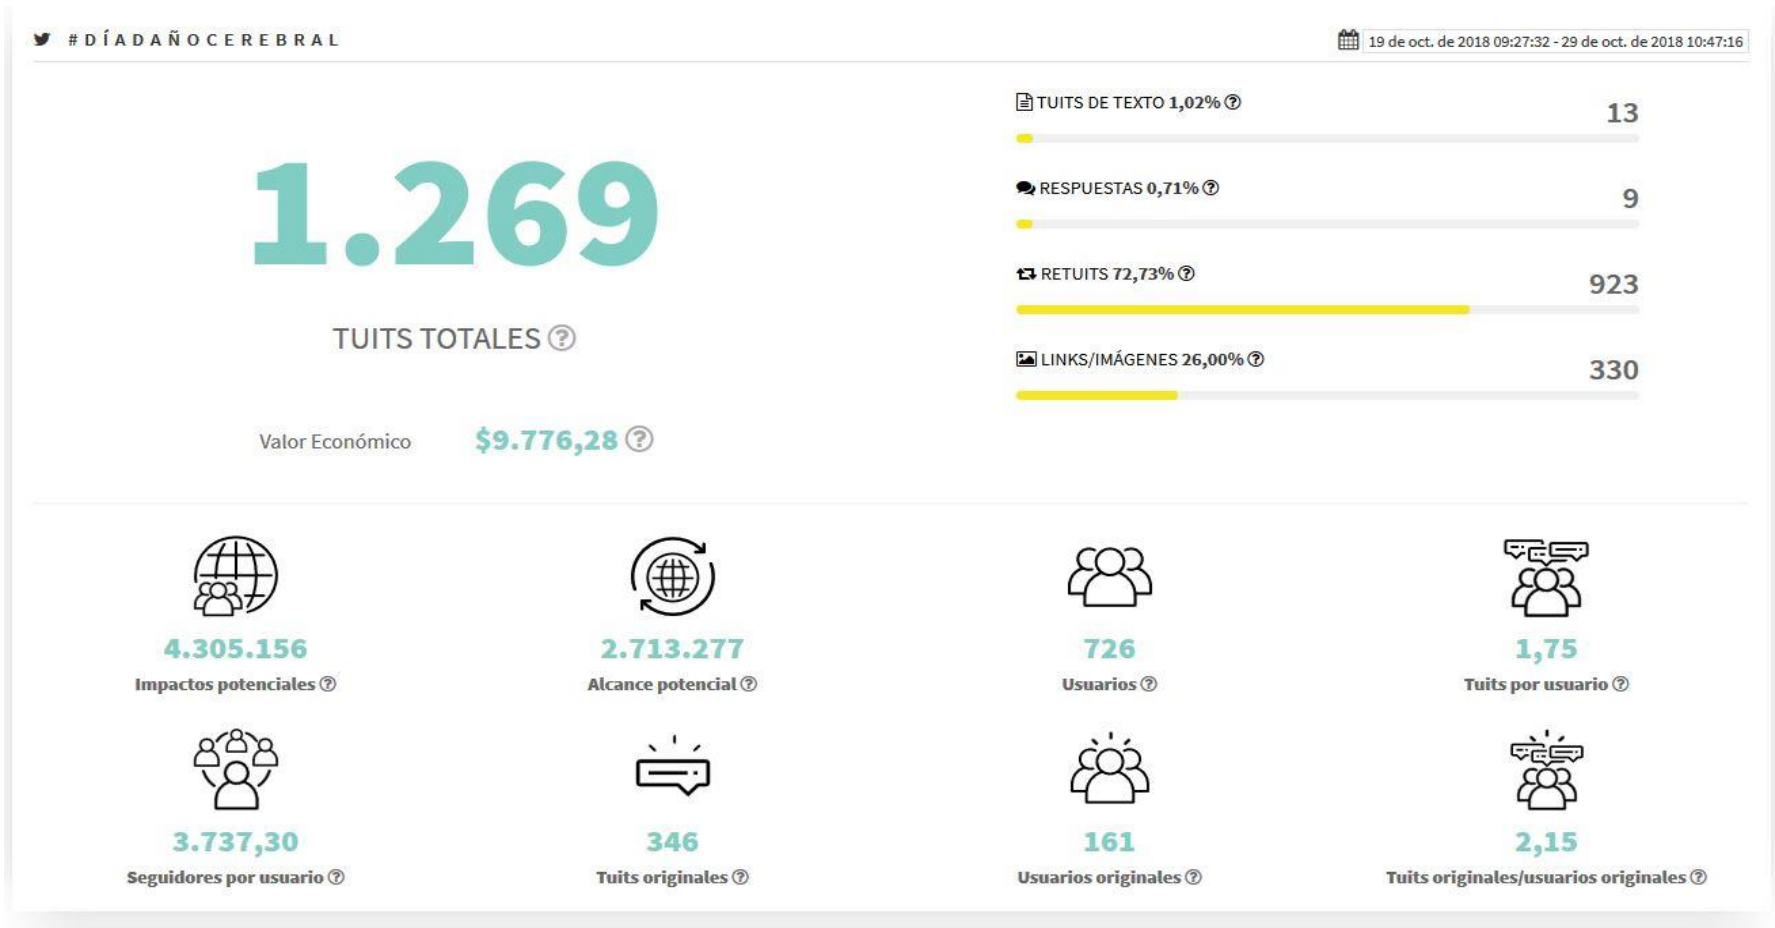 #DÍADAÑOCEREBRAL
19 de oct. de 2018 09:27:32 - 29 de oct. de 2018 10:47:16
1.269
TUITS TOTALES ?
Valor Económico $9.776,28 ?
TUITS DE TEXTO 1,02% ? 13
RESPUESTAS 0,71% ? 9
RETUITS 72,73% ? 923
LINKS/IMÁGENES 26,00% ? 330
4.305.156
Impactos potenciales ?
2.713.277
Alcance potencial ?
726
Usuarios ?
1,75
Tuits por usuario ?
3.737,30
Seguidores por usuario ?
346
Tuits originales ?
161
Usuarios originales ?
2,15
Tuits originales/usuarios originales ?